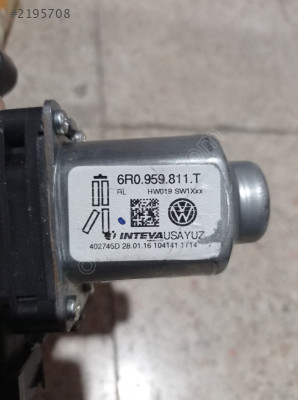 #2195708
6R0.959.811.T
RL HW019 SW1Xxx
INTEVA USAYUZ
402745D 28.01.16 104141 1714